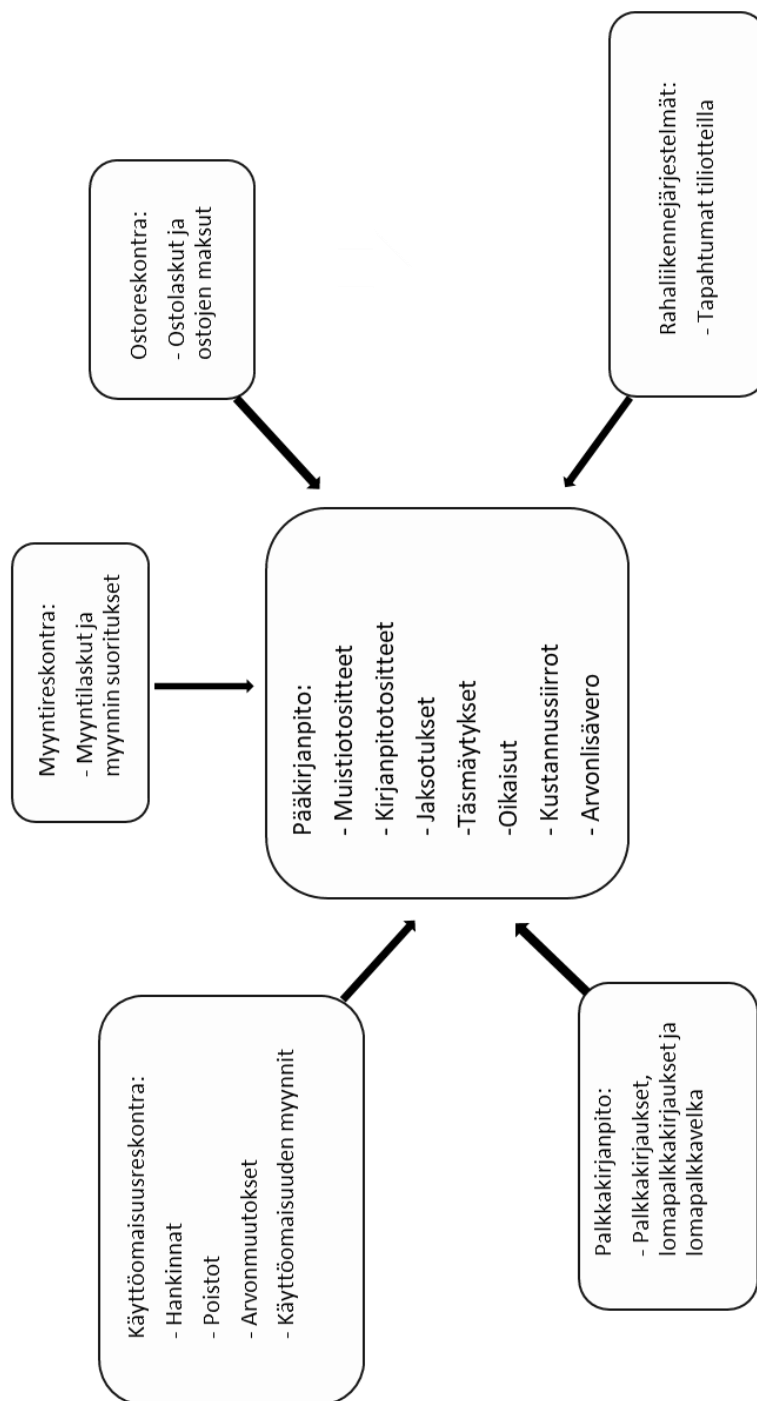 Käyttöomaisuusreskontra:
- Hankinnat
- Poistot
- Arvonmuutokset
- Käyttöomaisuuden myynnit
Myyntireskontra:
- Myyntilaskut ja
myynnin suoritukset
Ostoreskontra:
- Ostolaskut ja
ostojen maksut
Pääkirjanpito:
- Muistiotositteet
- Kirjanpitotositteet
- Jaksotukset
-Täsmäytykset
-Oikaisut
- Kustannussiirrot
- Arvonlisävero
Palkkakirjanpito:
- Palkkakirjaukset,
lomapalkkakirjaukset ja
lomapalkkavelka
Rahaliikennejärjestelmät:
- Tapahtumat tiliotteilla